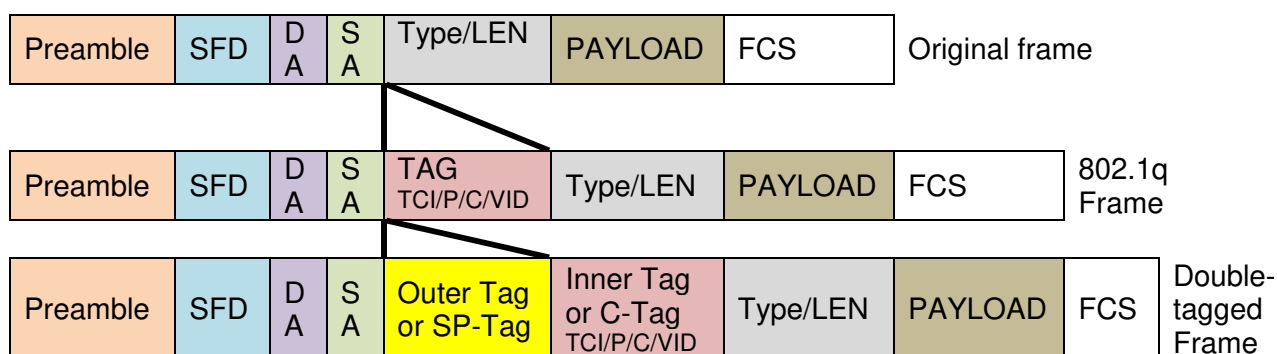 Preamble
SFD
D
A
S
A
Type/LEN
PAYLOAD
FCS
Original frame
Preamble
SFD
D
A
S
A
TAG
TCI/P/C/VID
Type/LEN
PAYLOAD
FCS
802.1q
Frame
Preamble
SFD
D
A
S
A
Outer Tag
or SP-Tag
Inner Tag
or C-Tag
TCI/P/C/VID
Type/LEN
PAYLOAD
FCS
Double-
tagged
Frame